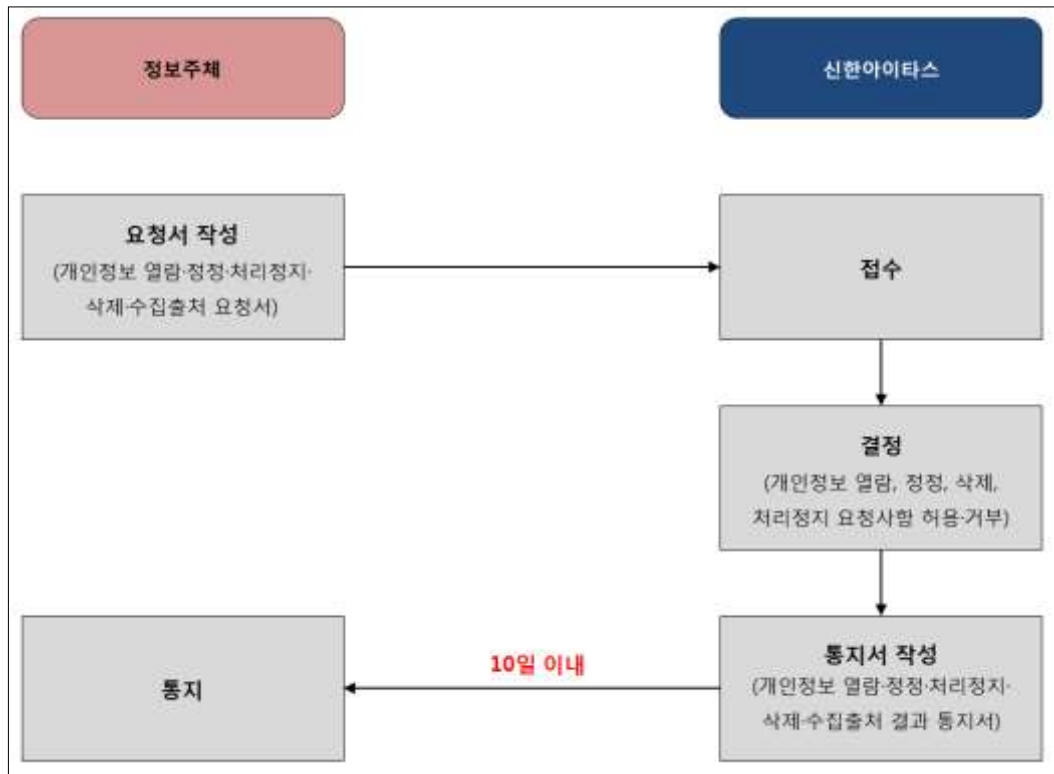 정보주체
신한아이타스
요청서 작성
(개인정보 열람·정정·처리정지·
삭제·수집출처 요청서)
접수
결정
(개인정보 열람, 정정, 삭제,
처리정지 요청사항 허용·거부)
통지
10일 이내
통지서 작성
(개인정보 열람·정정·처리정지·
삭제·수집출처 결과 통지서)